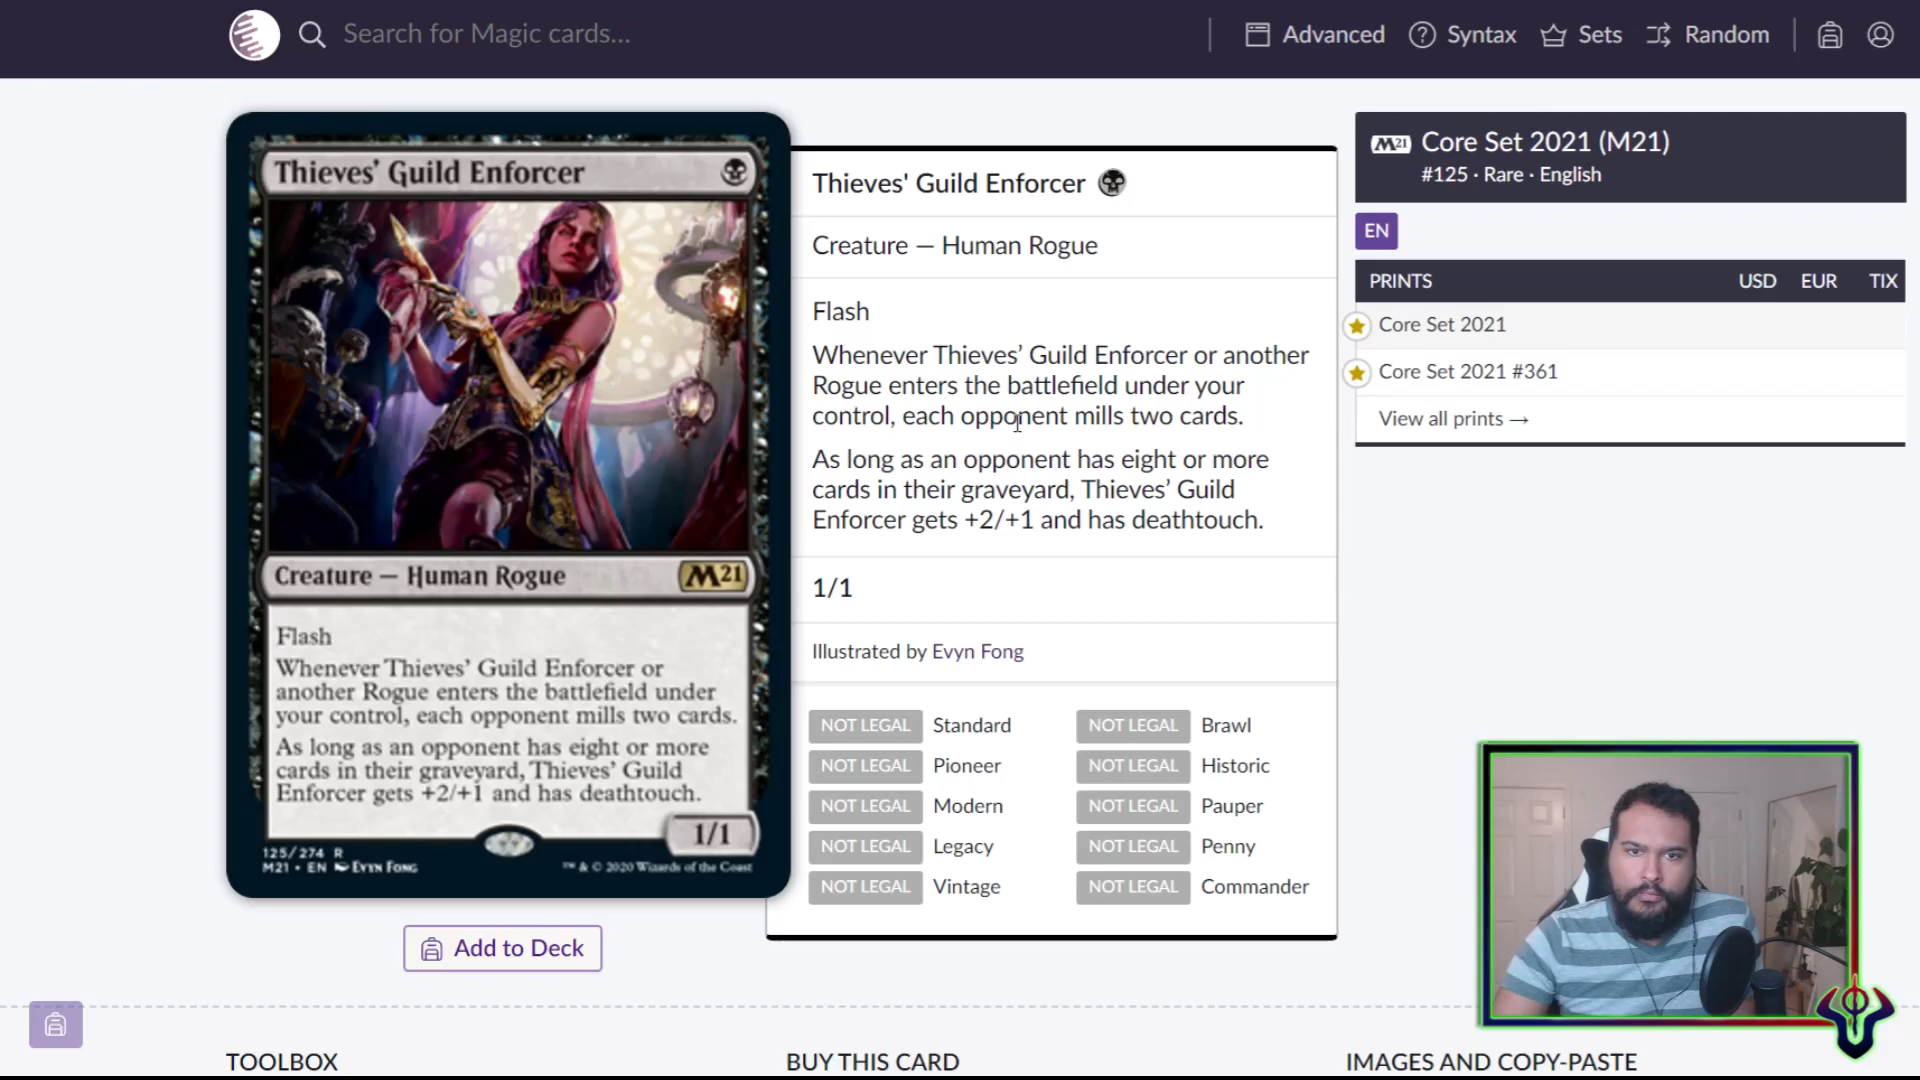 Search for Magic cards...
Advanced
Syntax
Sets
Random
Thieves' Guild Enforcer
Creature — Human Rogue
M21
Flash
Whenever Thieves' Guild Enforcer or
another Rogue enters the battlefield under
your control, each opponent mills two cards.
As long as an opponent has eight or more
cards in their graveyard, Thieves' Guild
Enforcer gets +2/+1 and has deathtouch.
1/1
125/274 R
M21 • EN Evyn Fong
™ & © 2020 Wizards of the Coast
Add to Deck
Thieves' Guild Enforcer
Creature — Human Rogue
Flash
Whenever Thieves’ Guild Enforcer or another
Rogue enters the battlefield under your
control, each opponent mills two cards.
As long as an opponent has eight or more
cards in their graveyard, Thieves’ Guild
Enforcer gets +2/+1 and has deathtouch.
1/1
Illustrated by Evyn Fong
NOT LEGAL Standard NOT LEGAL Brawl
NOT LEGAL Pioneer NOT LEGAL Historic
NOT LEGAL Modern NOT LEGAL Pauper
NOT LEGAL Legacy NOT LEGAL Penny
NOT LEGAL Vintage NOT LEGAL Commander
M21 Core Set 2021 (M21)
#125 · Rare · English
EN
PRINTS USD EUR TIX
Core Set 2021
Core Set 2021 #361
View all prints →
TOOLBOX
BUY THIS CARD
IMAGES AND COPY-PASTE